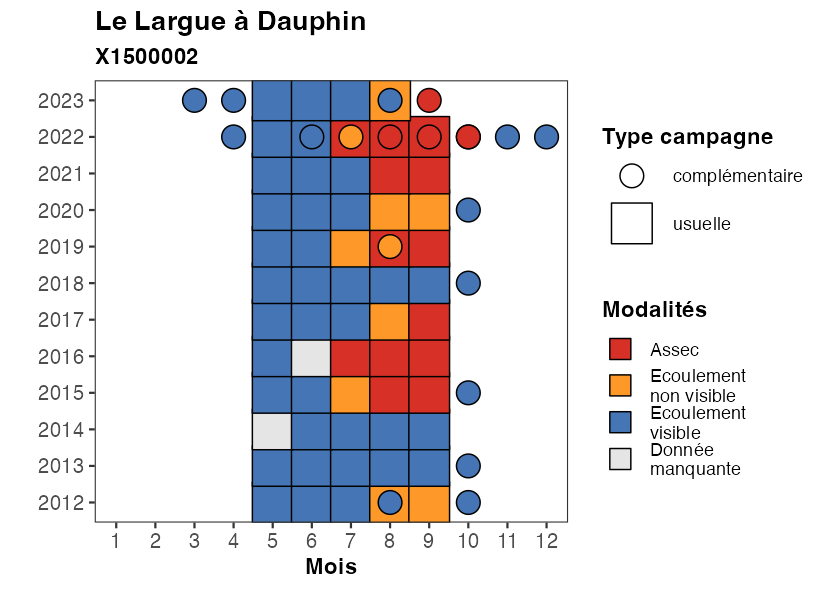 Le Largue à Dauphin
X1500002
2023
2022
2021
2020
2019
2018
2017
2016
2015
2014
2013
2012
1 2 3 4 5 6 7 8 9 10 11 12
Mois
Type campagne
complémentaire
usuelle
Modalités
Assec
Ecoulement
non visible
Ecoulement
visible
Donnée
manquante